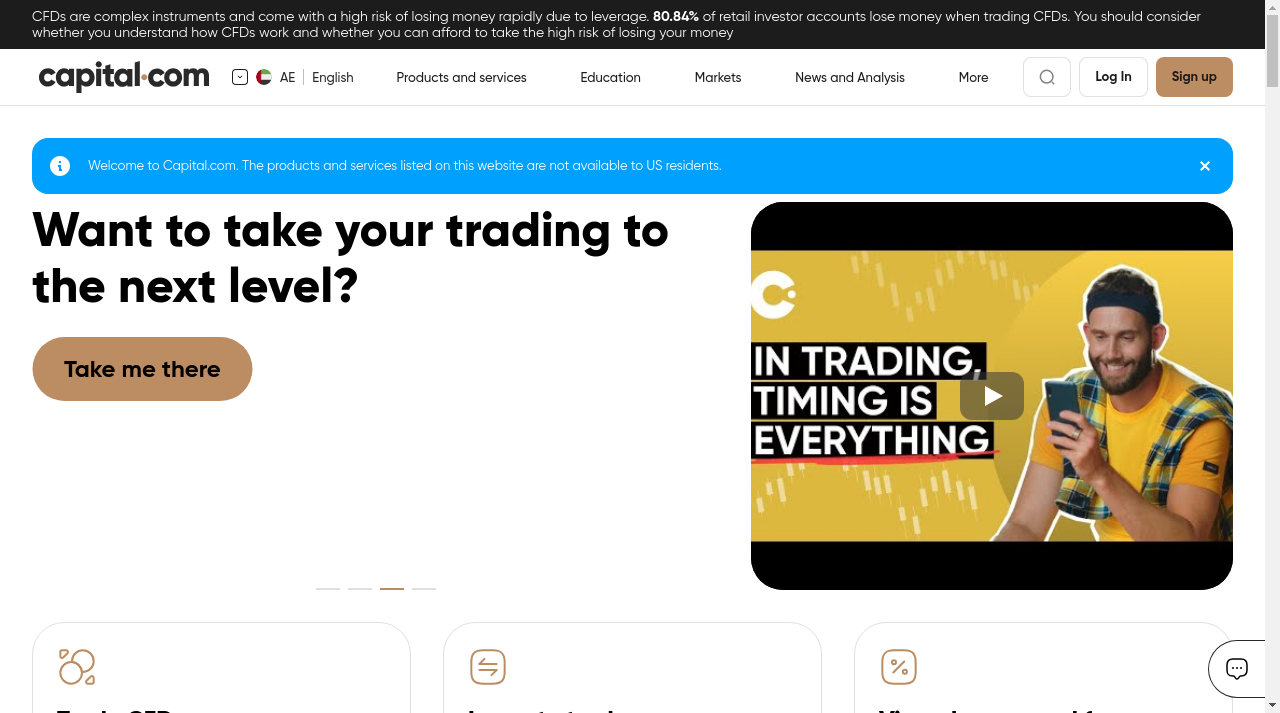 CFDs are complex instruments and come with a high risk of losing money rapidly due to leverage. 80.84% of retail investor accounts lose money when trading CFDs. You should consider
whether you understand how CFDs work and whether you can afford to take the high risk of losing your money
capital.com
AE
English
Products and services
Education
Markets
News and Analysis
More
Log In
Sign up
Welcome to Capital.com. The products and services listed on this website are not available to US residents.
Want to take your trading to
the next level?
Take me there
IN TRADING,
TIMING IS
EVERYTHING